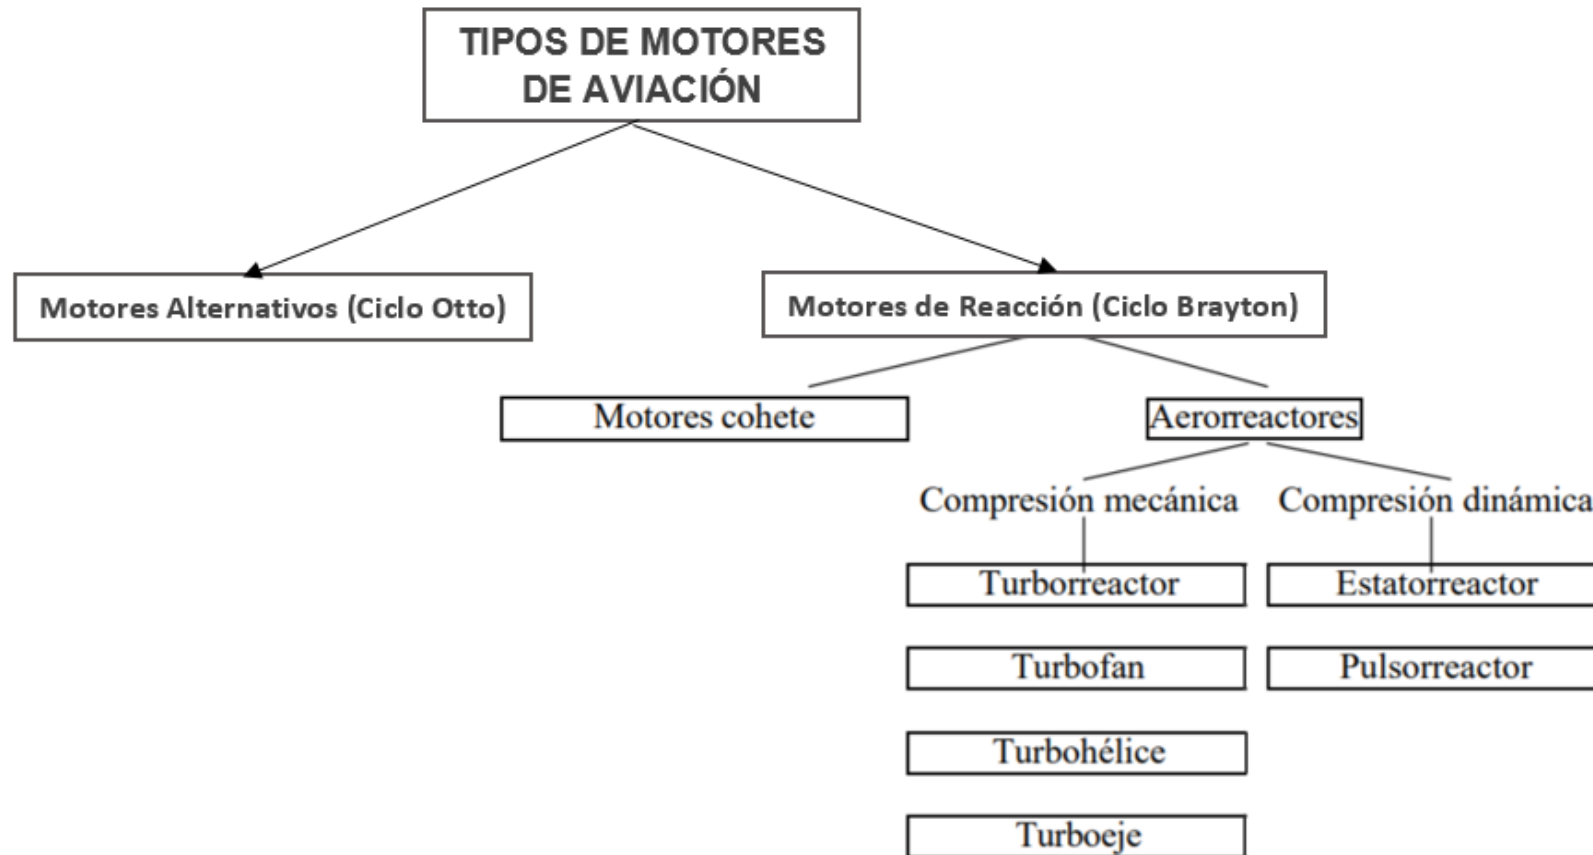 TIPOS DE MOTORES
DE AVIACIÓN
Motores Alternativos (Ciclo Otto)
Motores de Reacción (Ciclo Brayton)
Motores cohete
Aerorreactores
Compresión mecánica
Compresión dinámica
Turborreactor
Estatorreactor
Turbofan
Pulsorreactor
Turbohélice
Turboeje